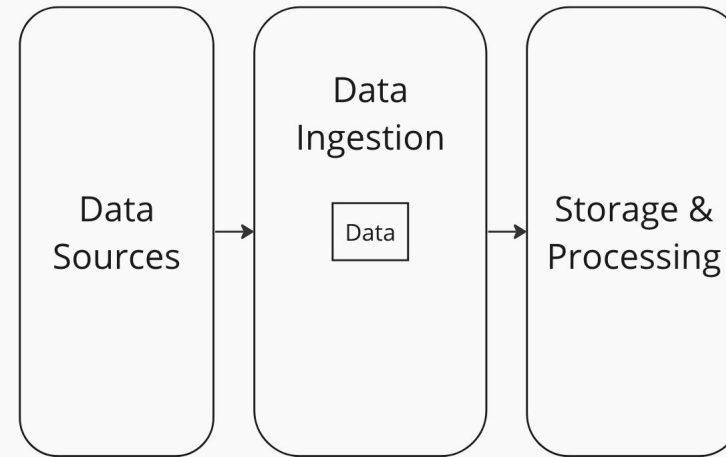 Data
Sources
Data
Ingestion
Data
Storage &
Processing